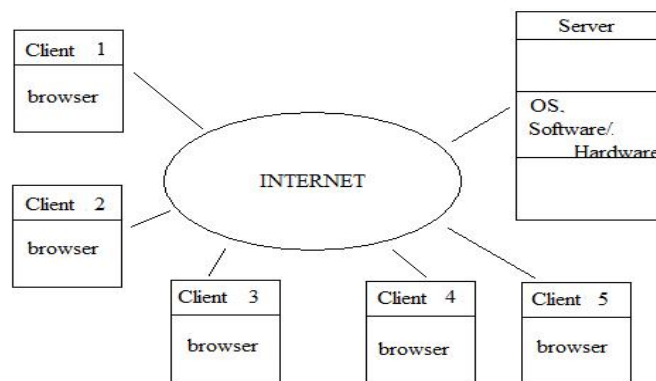 Client 1
browser
Server
OS,
Software/.
Hardware
INTERNET
Client 2
browser
Client 3
browser
Client 4
browser
Client 5
browser